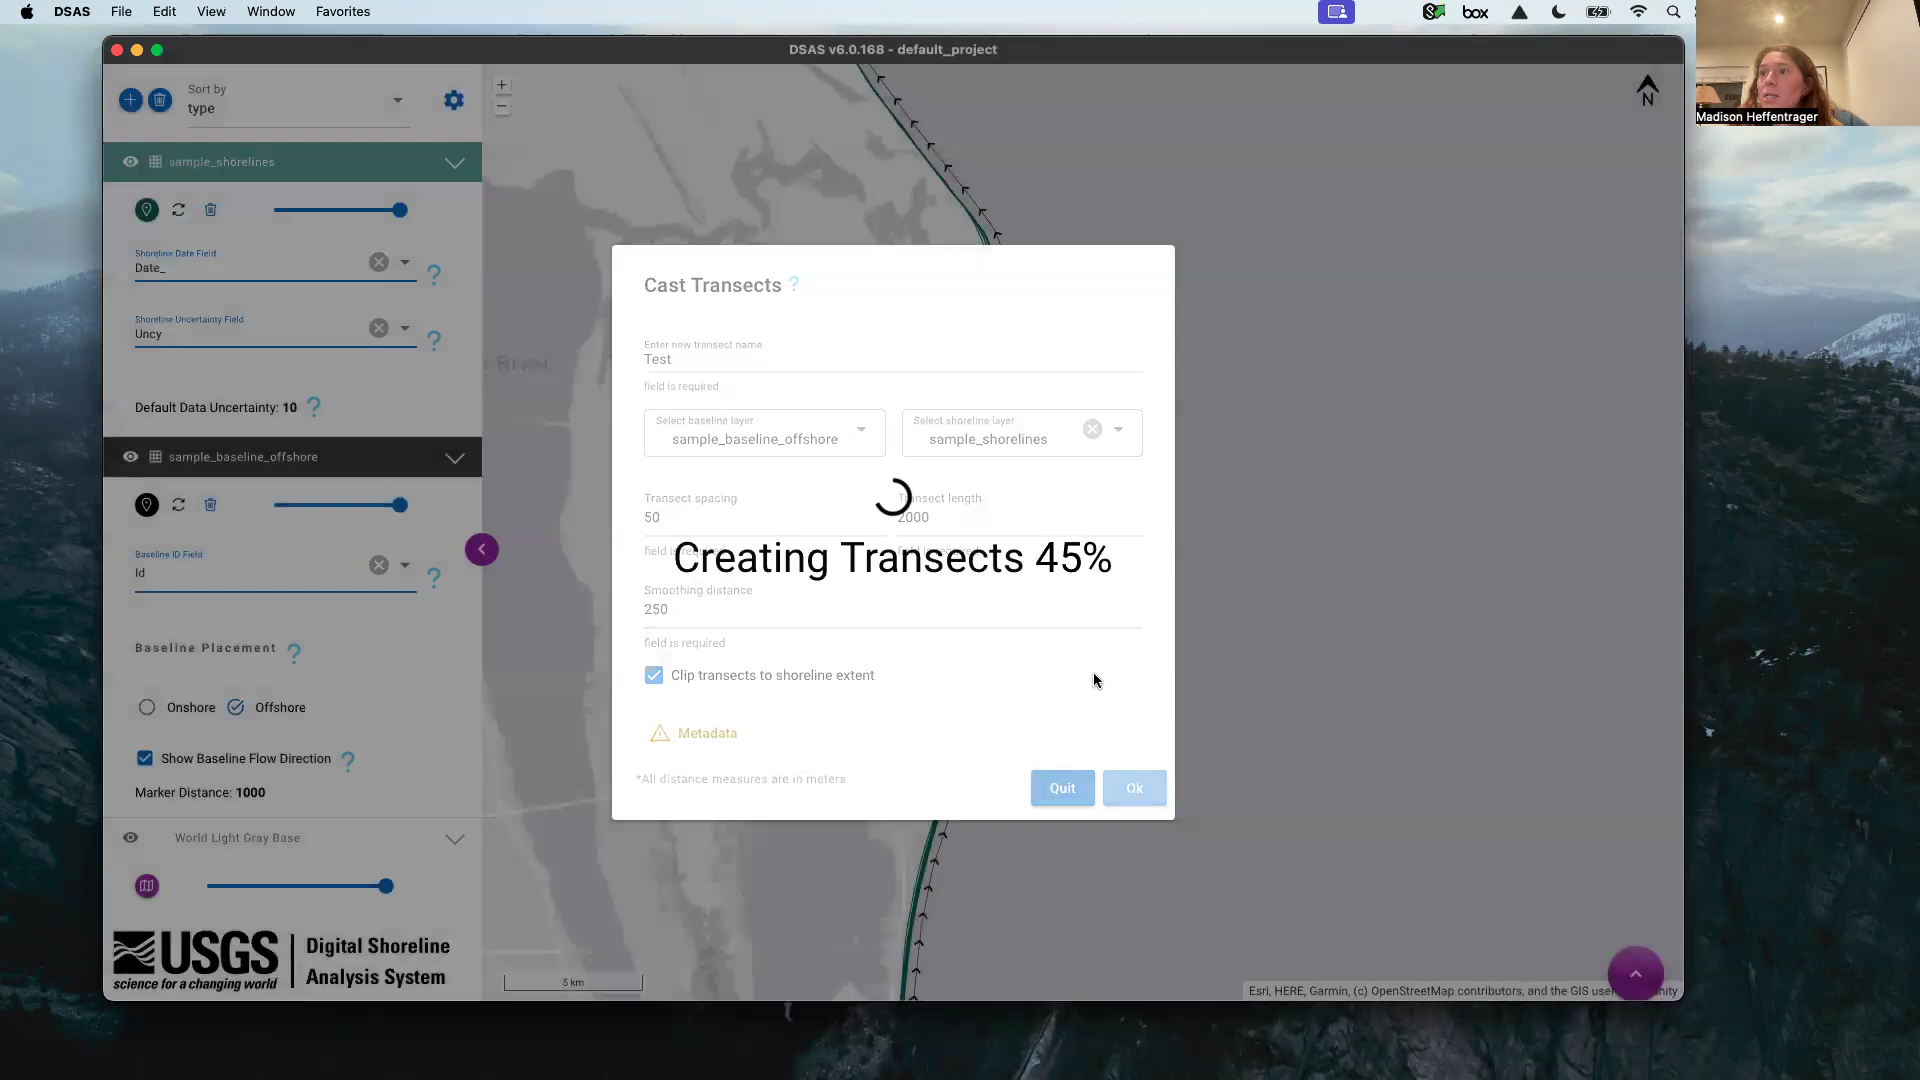 DSAS File Edit View Window Favorites
box
DSAS v6.0.168 - default_project
Madison Heffentrager
Sort by
type
+
−
N
sample_shorelines
Shoreline Date Field
Date_
?
Shoreline Uncertainty Field
Uncy
?
Default Data Uncertainty: 10 ?
sample_baseline_offshore
Baseline ID Field
Id
?
Baseline Placement ?
Onshore Offshore
Show Baseline Flow Direction ?
Marker Distance: 1000
World Light Gray Base
USGS
science for a changing world
Digital Shoreline
Analysis System
River
Cast Transects ?
Enter new transect name
Test
field is required
Select baseline layer
sample_baseline_offshore
Select shoreline layer
sample_shorelines
Transect spacing
50
Transect length
2000
Creating Transects 45%
Smoothing distance
250
field is required
Clip transects to shoreline extent
Metadata
*All distance measures are in meters
Quit Ok
5 km
Esri, HERE, Garmin, (c) OpenStreetMap contributors, and the GIS